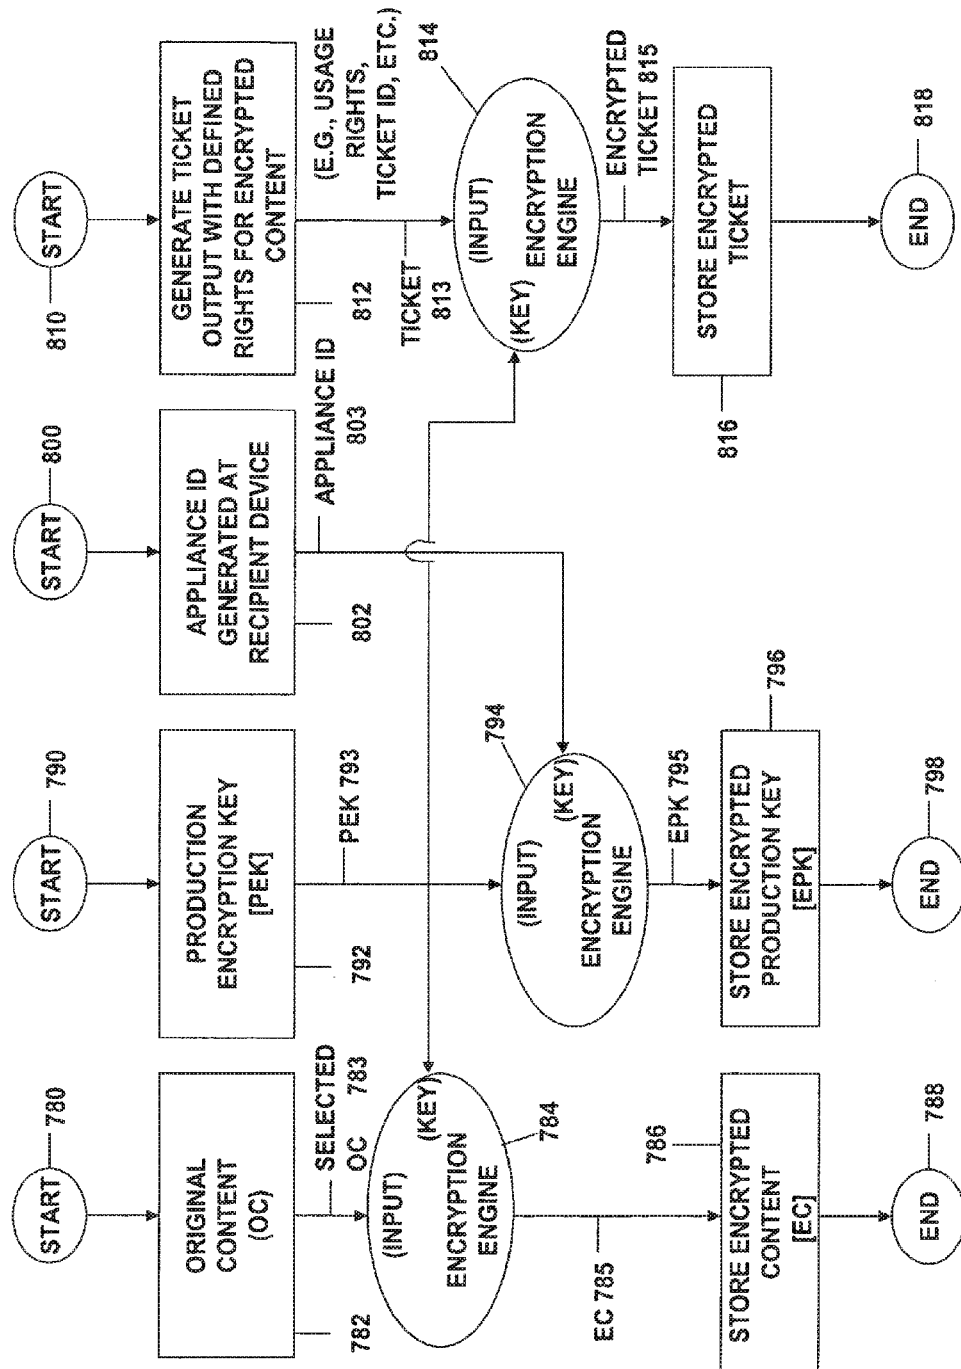 START
780
ORIGINAL
CONTENT
(OC)
782
SELECTED
OC 783
(INPUT)
(KEY)
ENCRYPTION
ENGINE
784
EC 785
786
STORE ENCRYPTED
CONTENT
[EC]
END
788
START
790
PRODUCTION
ENCRYPTION KEY
[PEK]
792
PEK 793
794
(INPUT)
(KEY)
ENCRYPTION
ENGINE
EPK 795
STORE ENCRYPTED
PRODUCTION KEY
[EPK]
796
END
798
START
800
APPLIANCE ID
GENERATED AT
RECIPIENT DEVICE
802
APPLIANCE ID
803
810
START
GENERATE TICKET
OUTPUT WITH DEFINED
RIGHTS FOR ENCRYPTED
CONTENT
812
TICKET
813
(E.G., USAGE
RIGHTS,
TICKET ID, ETC.)
814
(INPUT)
(KEY)
ENCRYPTION
ENGINE
ENCRYPTED
TICKET 815
STORE ENCRYPTED
TICKET
816
END
818